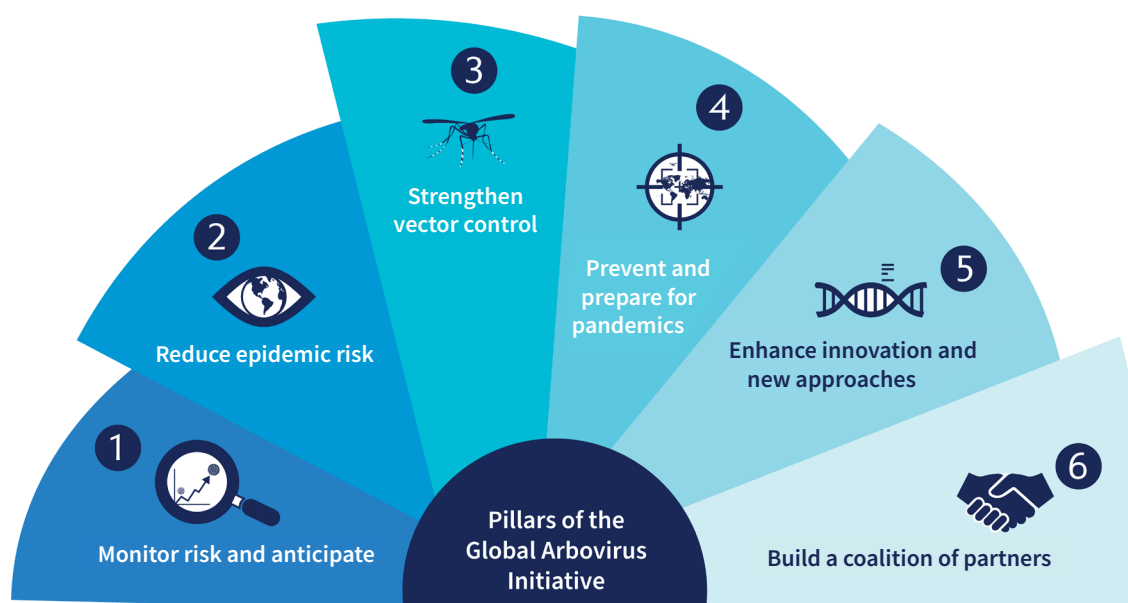 1
Monitor risk and anticipate
2
Reduce epidemic risk
3
Strengthen
vector control
4
Prevent and
prepare for
pandemics
5
Enhance innovation and
new approaches
6
Build a coalition of partners
Pillars of the
Global Arbovirus
Initiative